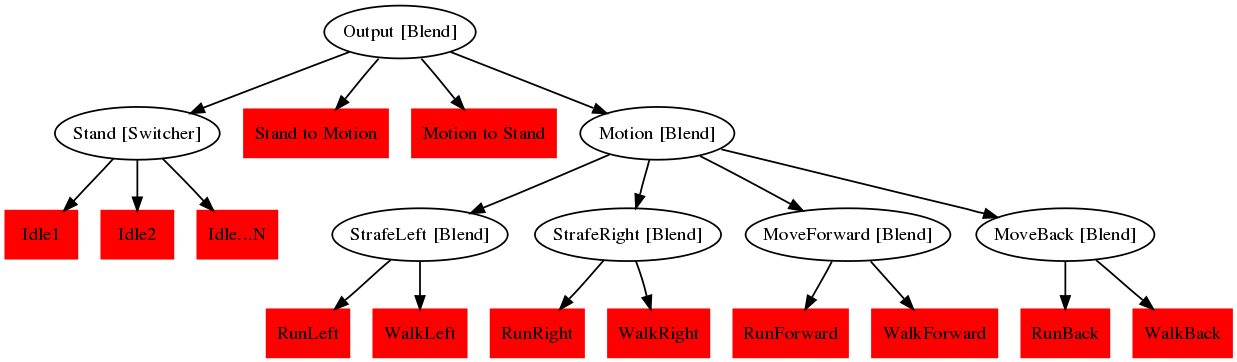 Output [Blend]
Stand [Switcher]
Stand to Motion
Motion to Stand
Motion [Blend]
Idle1
Idle2
Idle...N
StrafeLeft [Blend]
StrafeRight [Blend]
MoveForward [Blend]
MoveBack [Blend]
RunLeft
WalkLeft
RunRight
WalkRight
RunForward
WalkForward
RunBack
WalkBack